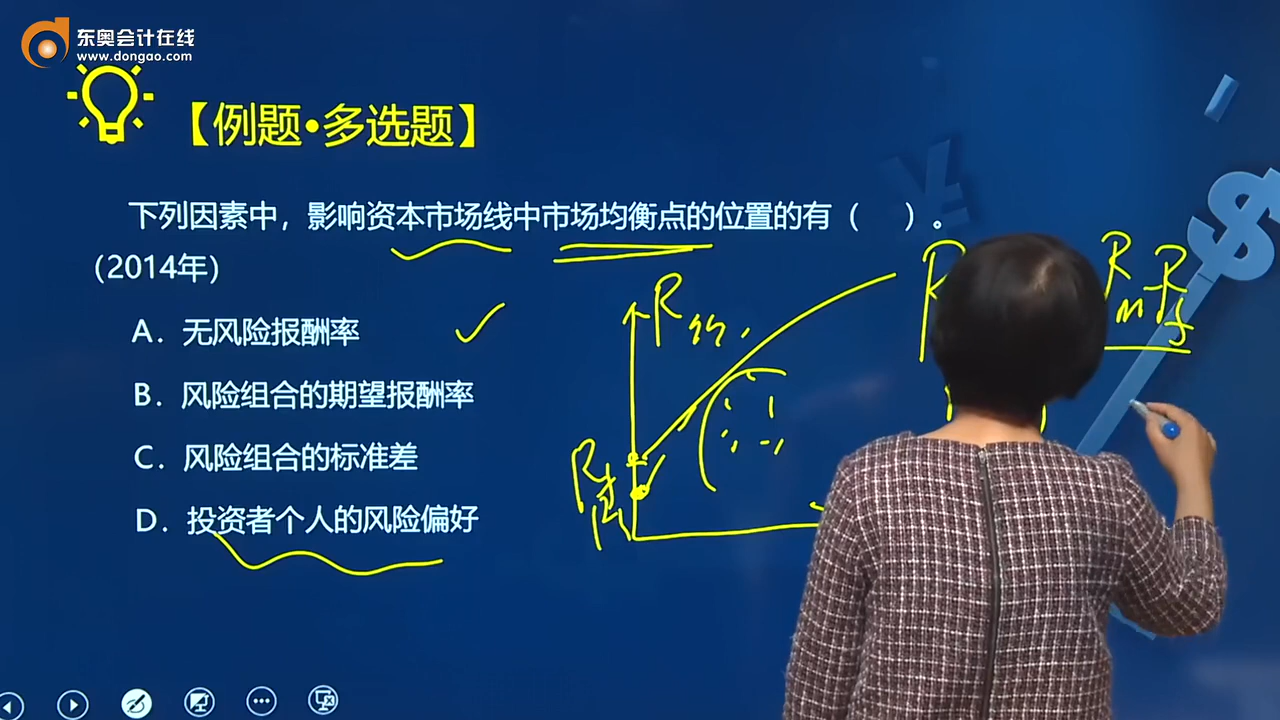 东奥会计在线
www.dongao.com
【例题•多选题】
下列因素中，影响资本市场线中市场均衡点的位置的有（ ）。
(2014年)
A．无风险报酬率
B．风险组合的期望报酬率
C．风险组合的标准差
D．投资者个人的风险偏好
R
Rf
R
Rm-Rf